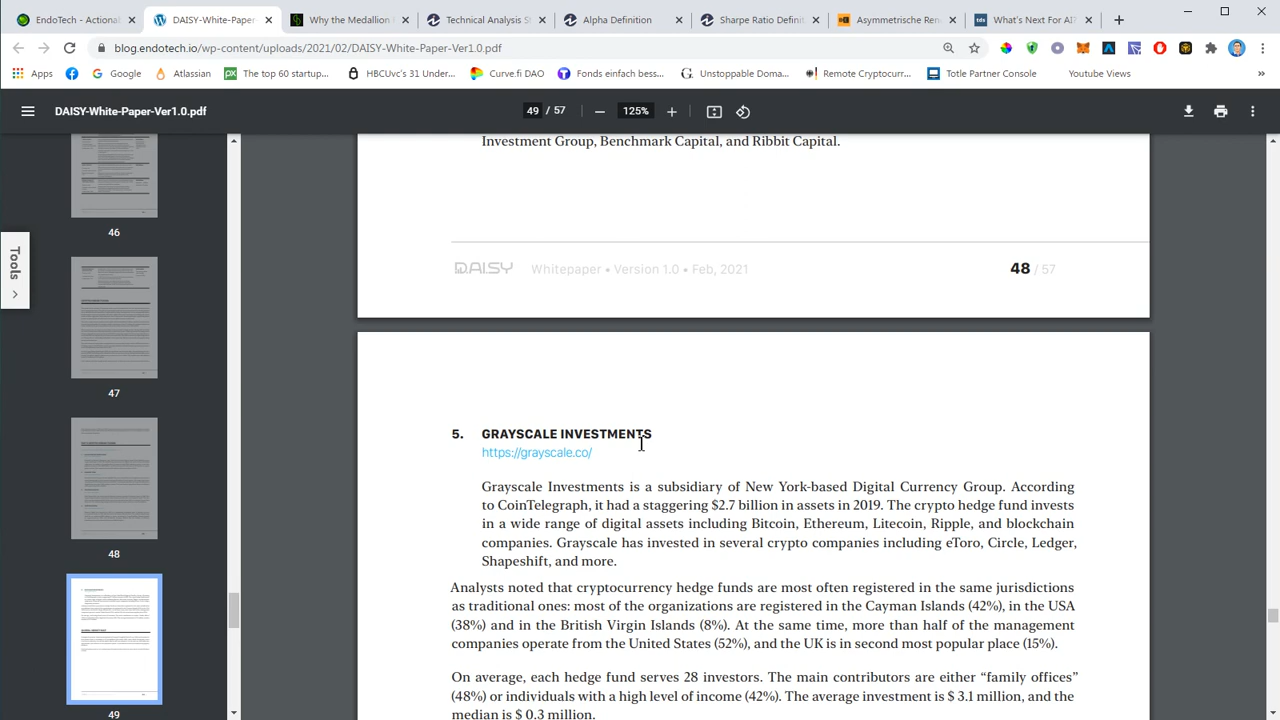 EndoTech - Actional
DAISY-White-Paper-
Why the Medallion F
Technical Analysis St
Alpha Definition
Sharpe Ratio Definit
Asymmetrische Ren
What's Next For AI?
blog.endotech.io/wp-content/uploads/2021/02/DAISY-White-Paper-Ver1.0.pdf
Apps
Google
Atlassian
The top 60 startup...
HBCUvc's 31 Under...
Curve.fi DAO
Fonds einfach bess...
Unstoppable Doma...
Remote Cryptocurr...
Totle Partner Console
Youtube Views
»
DAISY-White-Paper-Ver1.0.pdf
49 / 57
125%
Tools
46
47
48
49
Investment Group, Benchmark Capital, and Ribbit Capital.
DAISY Whitepaper • Version 1.0 • Feb, 2021
48 / 57
5. GRAYSCALE INVESTMENTS
https://grayscale.co/
Grayscale Investments is a subsidiary of New York-based Digital Currency Group. According
to CoinTelegraph, it had a staggering $2.7 billion in assets in 2019. The crypto hedge fund invests
in a wide range of digital assets including Bitcoin, Ethereum, Litecoin, Ripple, and blockchain
companies. Grayscale has invested in several crypto companies including eToro, Circle, Ledger,
Shapeshift, and more.
Analysts noted that cryptocurrency hedge funds are most often registered in the same jurisdictions
as traditional ones: most of the organizations are registered in the Cayman Islands (42%), in the USA
(38%) and in the British Virgin Islands (8%). At the same time, more than half of the management
companies operate from the United States (52%), and the UK is in second most popular place (15%).
On average, each hedge fund serves 28 investors. The main contributors are either “family offices”
(48%) or individuals with a high level of income (42%). The average investment is $ 3.1 million, and the
median is $ 0.3 million.